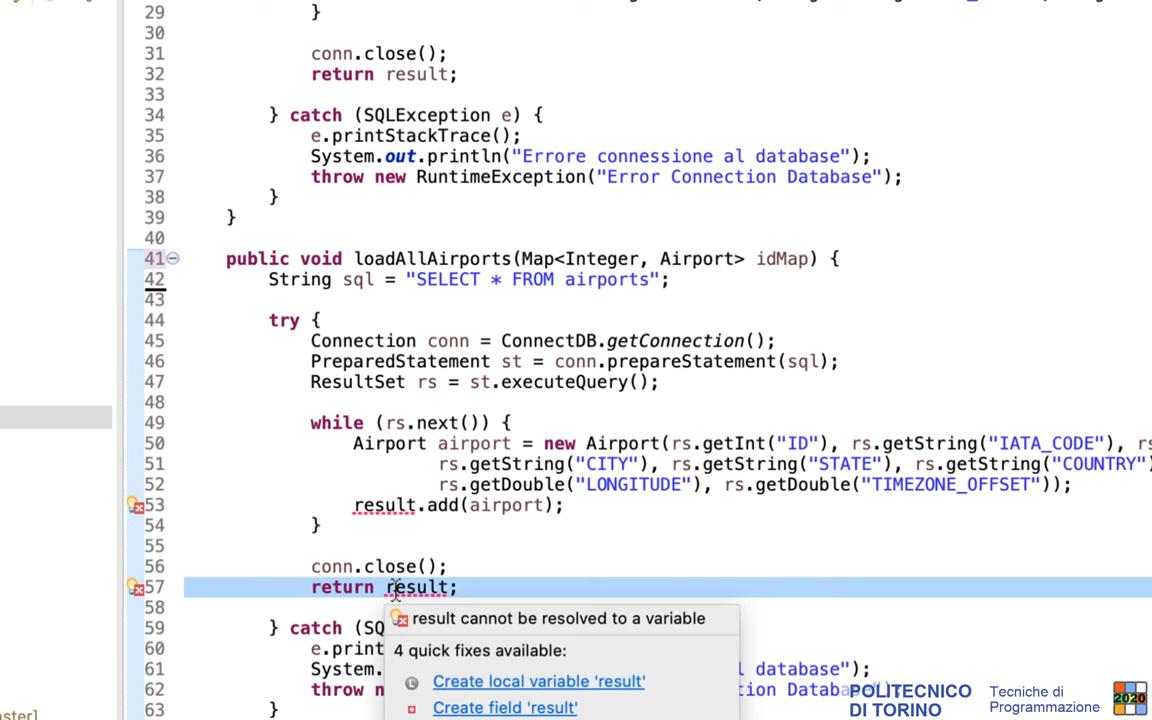 29 }
30
31 conn.close();
32 return result;
33
34 } catch (SQLException e) {
35 e.printStackTrace();
36 System.out.println("Errore connessione al database");
37 throw new RuntimeException("Error Connection Database");
38 }
39 }
40
41 public void loadAllAirports(Map<Integer, Airport> idMap) {
42 String sql = "SELECT * FROM airports";
43
44 try {
45 Connection conn = ConnectDB.getConnection();
46 PreparedStatement st = conn.prepareStatement(sql);
47 ResultSet rs = st.executeQuery();
48
49 while (rs.next()) {
50 Airport airport = new Airport(rs.getInt("ID"), rs.getString("IATA_CODE"), rs
51 rs.getString("CITY"), rs.getString("STATE"), rs.getString("COUNTRY")
52 rs.getDouble("LONGITUDE"), rs.getDouble("TIMEZONE_OFFSET"));
53 result.add(airport);
54 }
55
56 conn.close();
57 return result;
58
result cannot be resolved to a variable
59 } catch (SQ
4 quick fixes available:
60 e.print
61 System. l database");
Create local variable 'result'
62 throw n tion Databa
Create field 'result'
63 }
ster]
POLITECNICO
DI TORINO
Tecniche di
Programmazione
2020